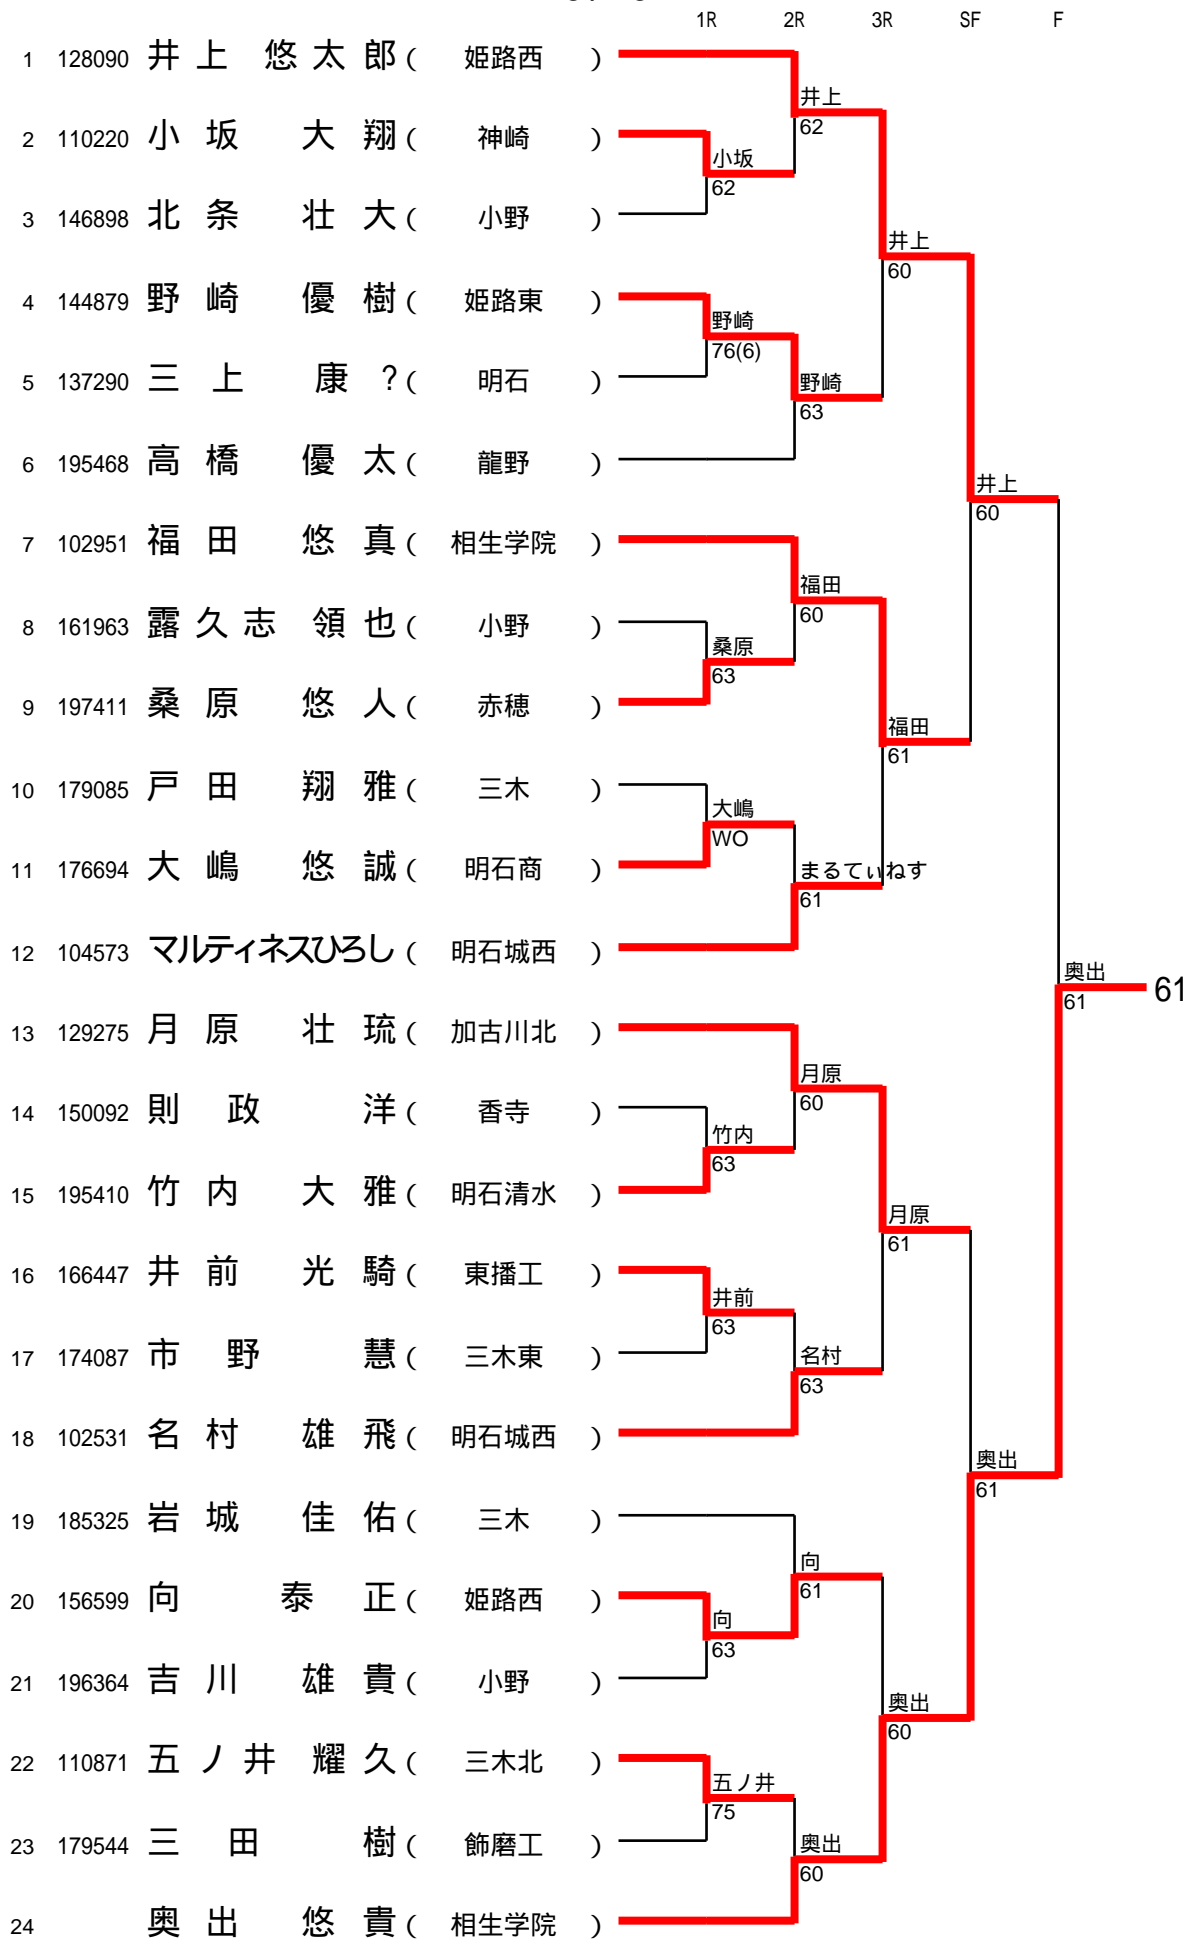 1R 2R 3R SF F
1 128090 井上 悠太郎 ( 姫路西 )
井上
62
2 110220 小坂 大翔 ( 神崎 )
小坂
62
3 146898 北条 壮大 ( 小野 )
井上
60
4 144879 野崎 優樹 ( 姫路東 )
野崎
76(6)
5 137290 三上 康? ( 明石 )
野崎
63
6 195468 高橋 優太 ( 龍野 )
井上
60
7 102951 福田 悠真 ( 相生学院 )
福田
60
8 161963 露久志 領也 ( 小野 )
桑原
63
9 197411 桑原 悠人 ( 赤穂 )
福田
61
10 179085 戸田 翔雅 ( 三木 )
大嶋
WO
11 176694 大嶋 悠誠 ( 明石商 )
まるてぃねす
61
12 104573 マルティネスひろし ( 明石城西 )
奥出
61
61
13 129275 月原 壮琉 ( 加古川北 )
月原
60
14 150092 則政 洋 ( 香寺 )
竹内
63
15 195410 竹内 大雅 ( 明石清水 )
月原
61
16 166447 井前 光騎 ( 東播工 )
井前
63
17 174087 市野 慧 ( 三木東 )
名村
63
18 102531 名村 雄飛 ( 明石城西 )
奥出
61
19 185325 岩城 佳佑 ( 三木 )
向
61
20 156599 向 泰正 ( 姫路西 )
向
63
21 196364 吉川 雄貴 ( 小野 )
奥出
60
22 110871 五ノ井 耀久 ( 三木北 )
五ノ井
75
23 179544 三田 樹 ( 飾磨工 )
奥出
60
24 奥出 悠貴 ( 相生学院 )